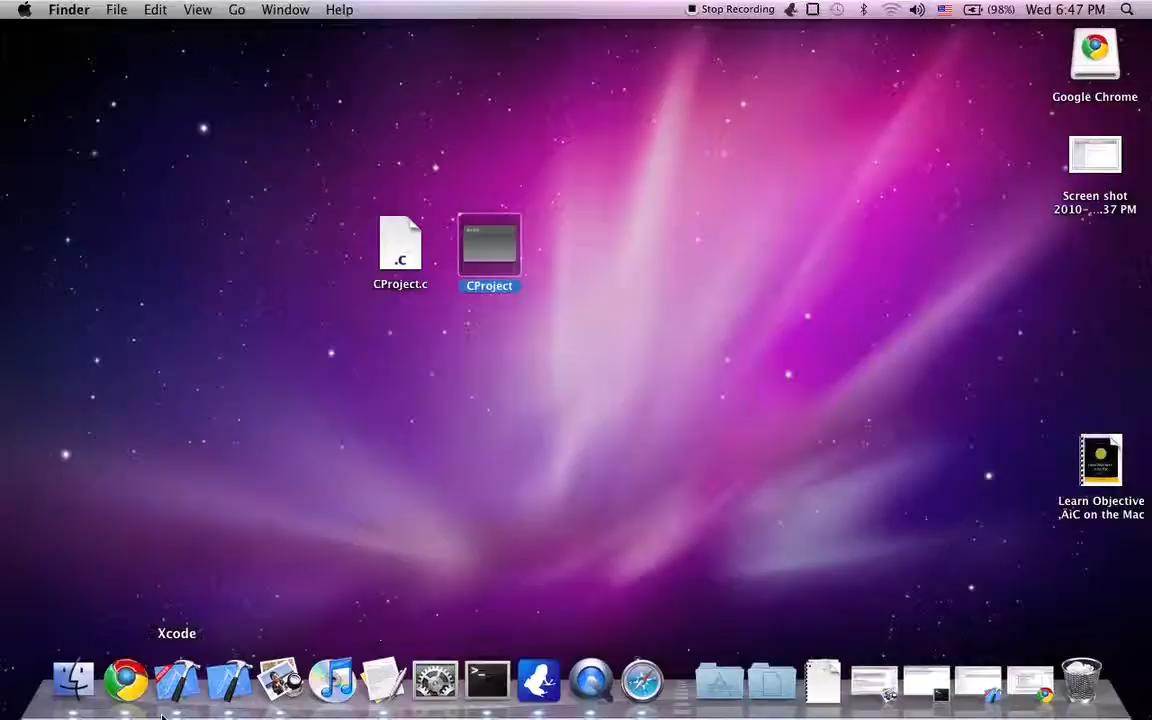 Finder File Edit View Go Window Help Stop Recording (98%) Wed 6:47 PM
Google Chrome
Screen shot
2010-....37 PM
.C
CProject.c
CProject
Learn Objective
.ÄìC on the Mac
Xcode